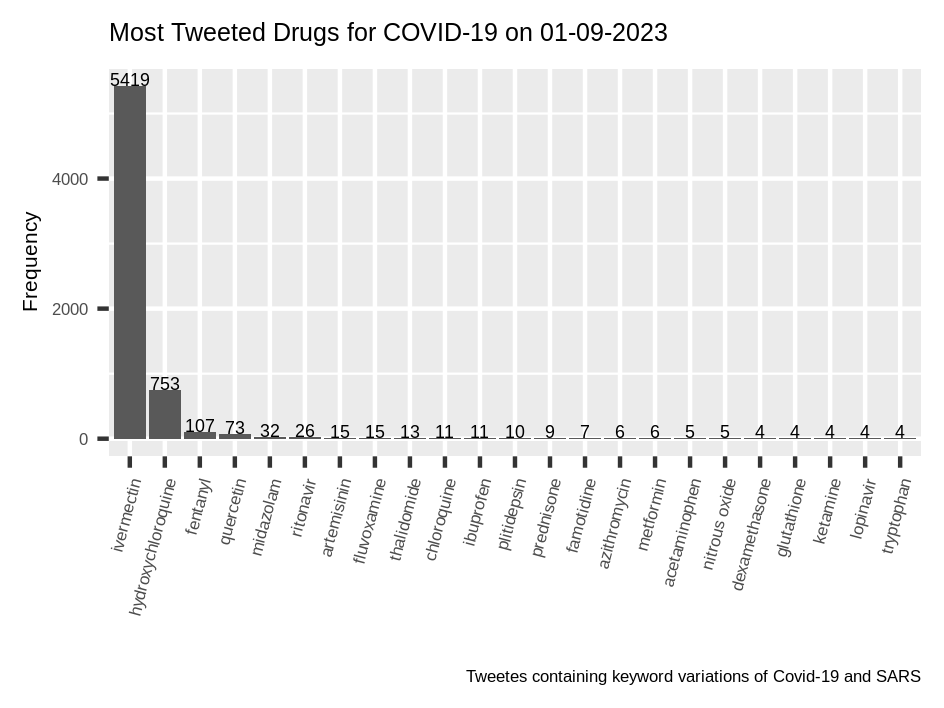 Most Tweeted Drugs for COVID-19 on 01-09-2023
Frequency
4000
2000
0
5419
753
107
73
32
26
15
15
13
11
11
10
9
7
6
6
5
5
4
4
4
4
4
ivermectin
hydroxychloroquine
fentanyl
quercetin
midazolam
ritonavir
artemisinin
fluvoxamine
thalidomide
chloroquine
ibuprofen
plitidepsin
prednisone
famotidine
azithromycin
metformin
acetaminophen
nitrous oxide
dexamethasone
glutathione
ketamine
lopinavir
tryptophan
Tweetes containing keyword variations of Covid-19 and SARS